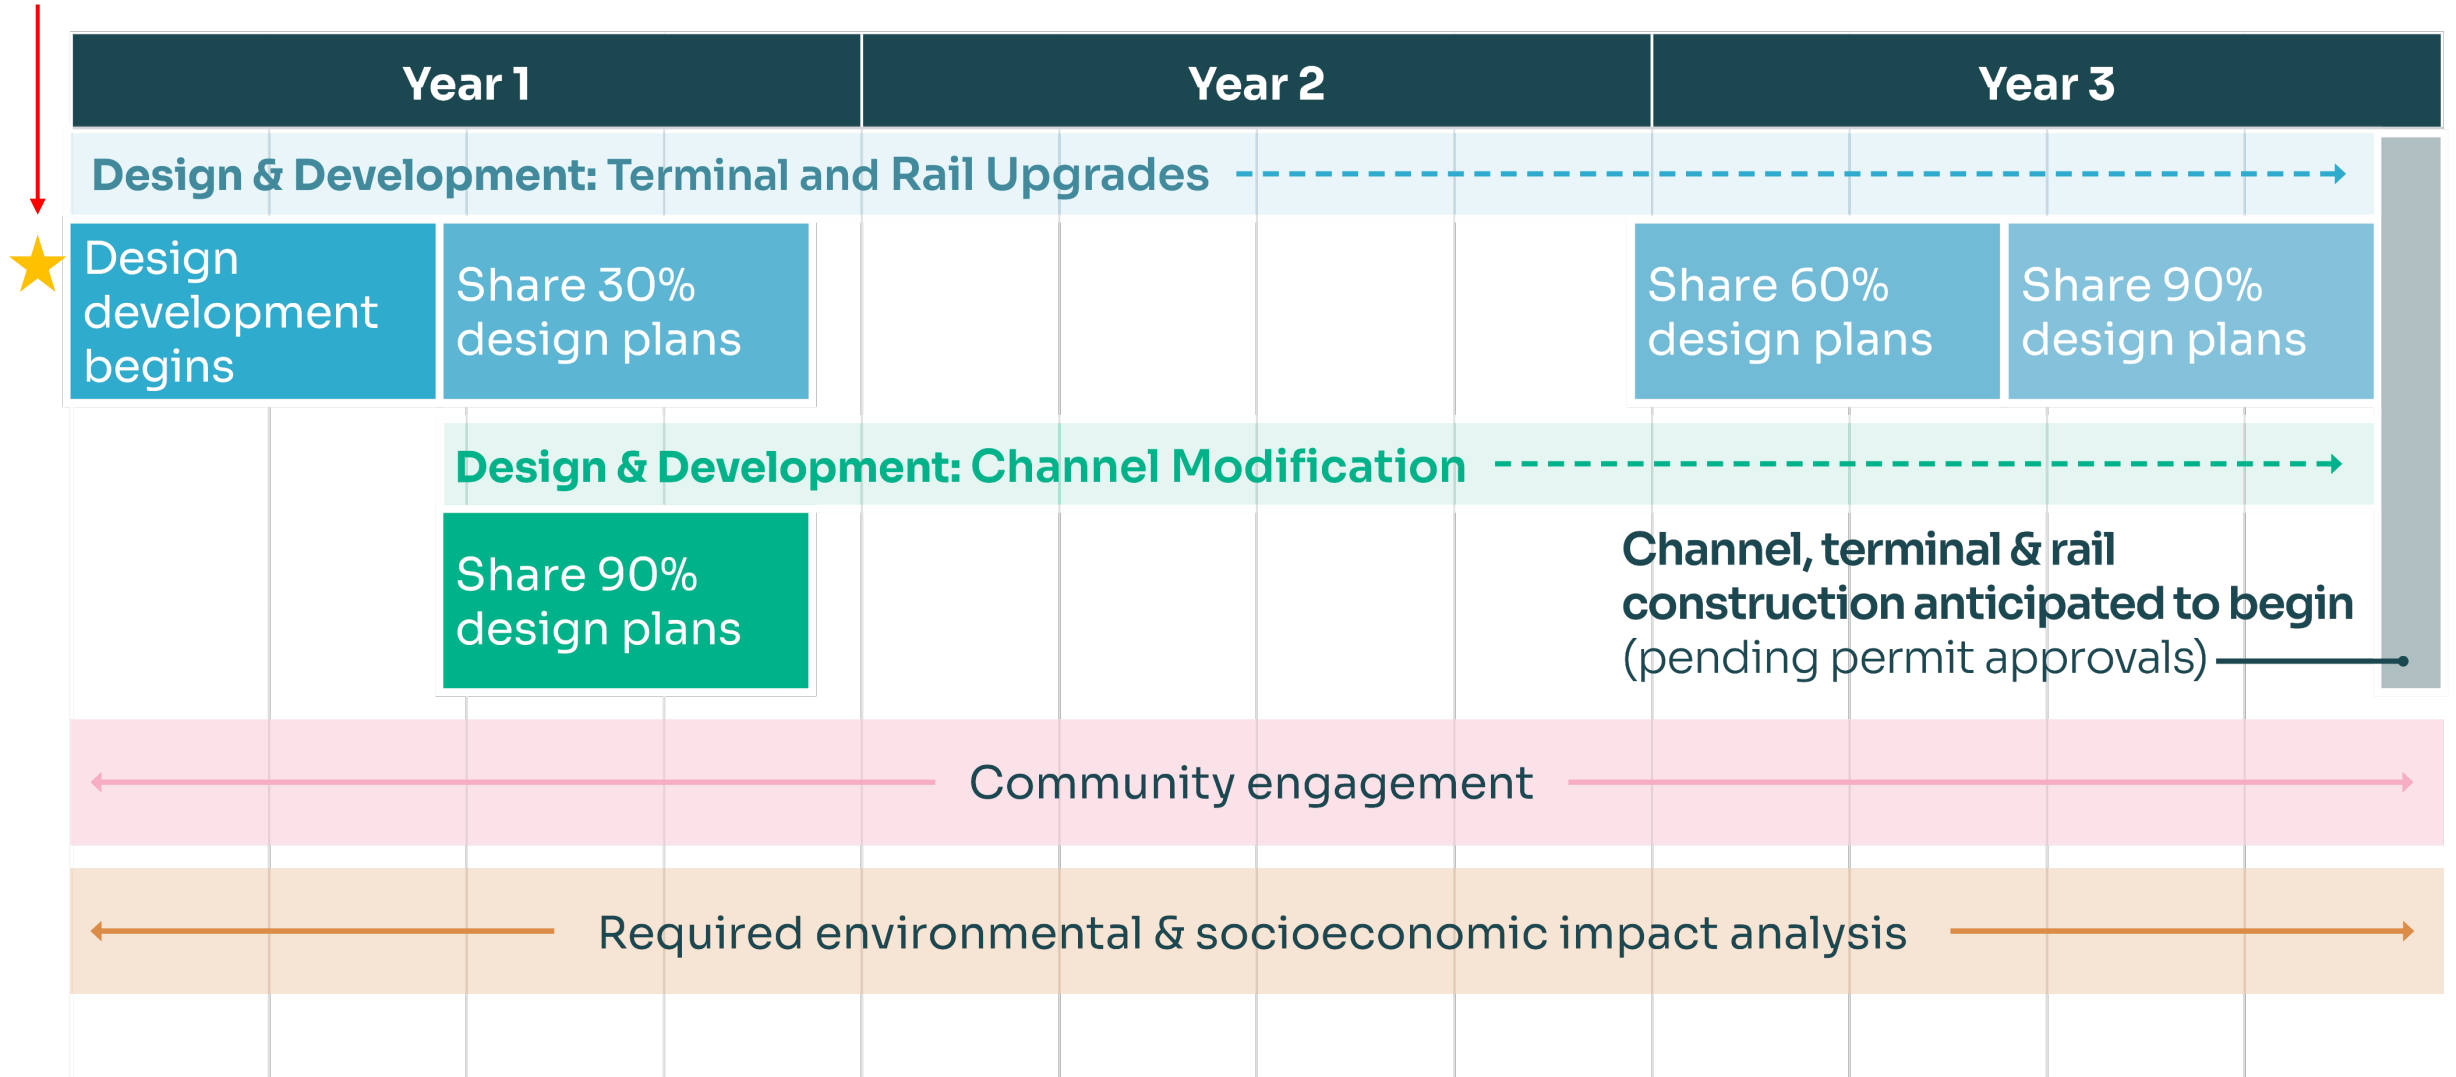 Year 1
Year 2
Year 3
Design & Development: Terminal and Rail Upgrades
Design
development
begins
Share 30%
design plans
Share 60%
design plans
Share 90%
design plans
Design & Development: Channel Modification
Share 90%
design plans
Channel, terminal & rail
construction anticipated to begin
(pending permit approvals)
Community engagement
Required environmental & socioeconomic impact analysis